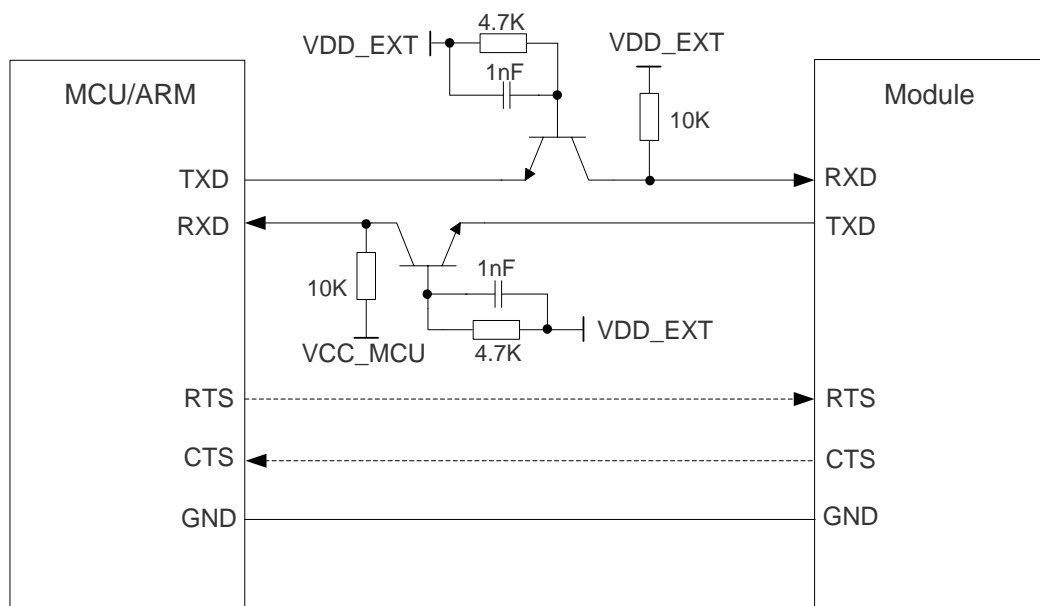 4.7K
VDD_EXT
1nF
VDD_EXT
10K
MCU/ARM
Module
TXD
RXD
RXD
TXD
10K
VCC_MCU
1nF
4.7K
VDD_EXT
RTS
RTS
CTS
CTS
GND
GND